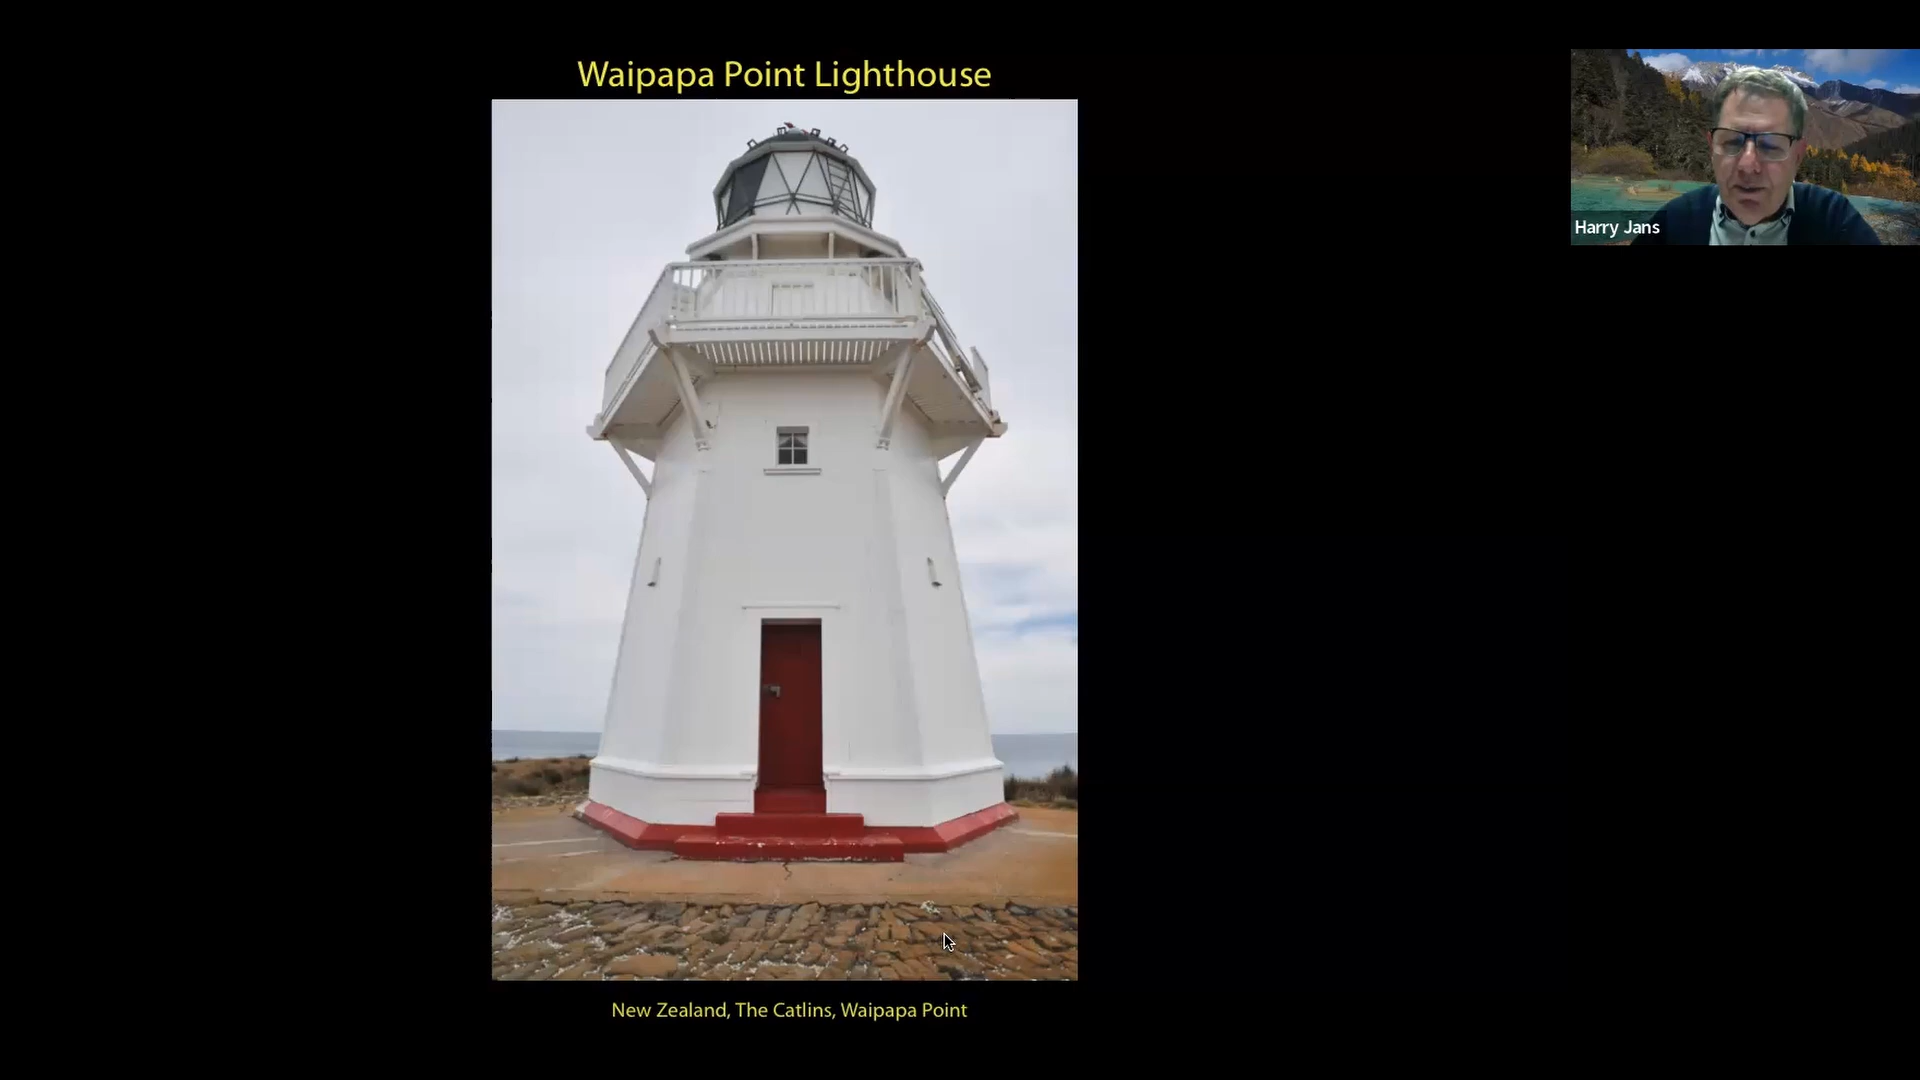 Waipapa Point Lighthouse
Harry Jans
New Zealand, The Catlins, Waipapa Point